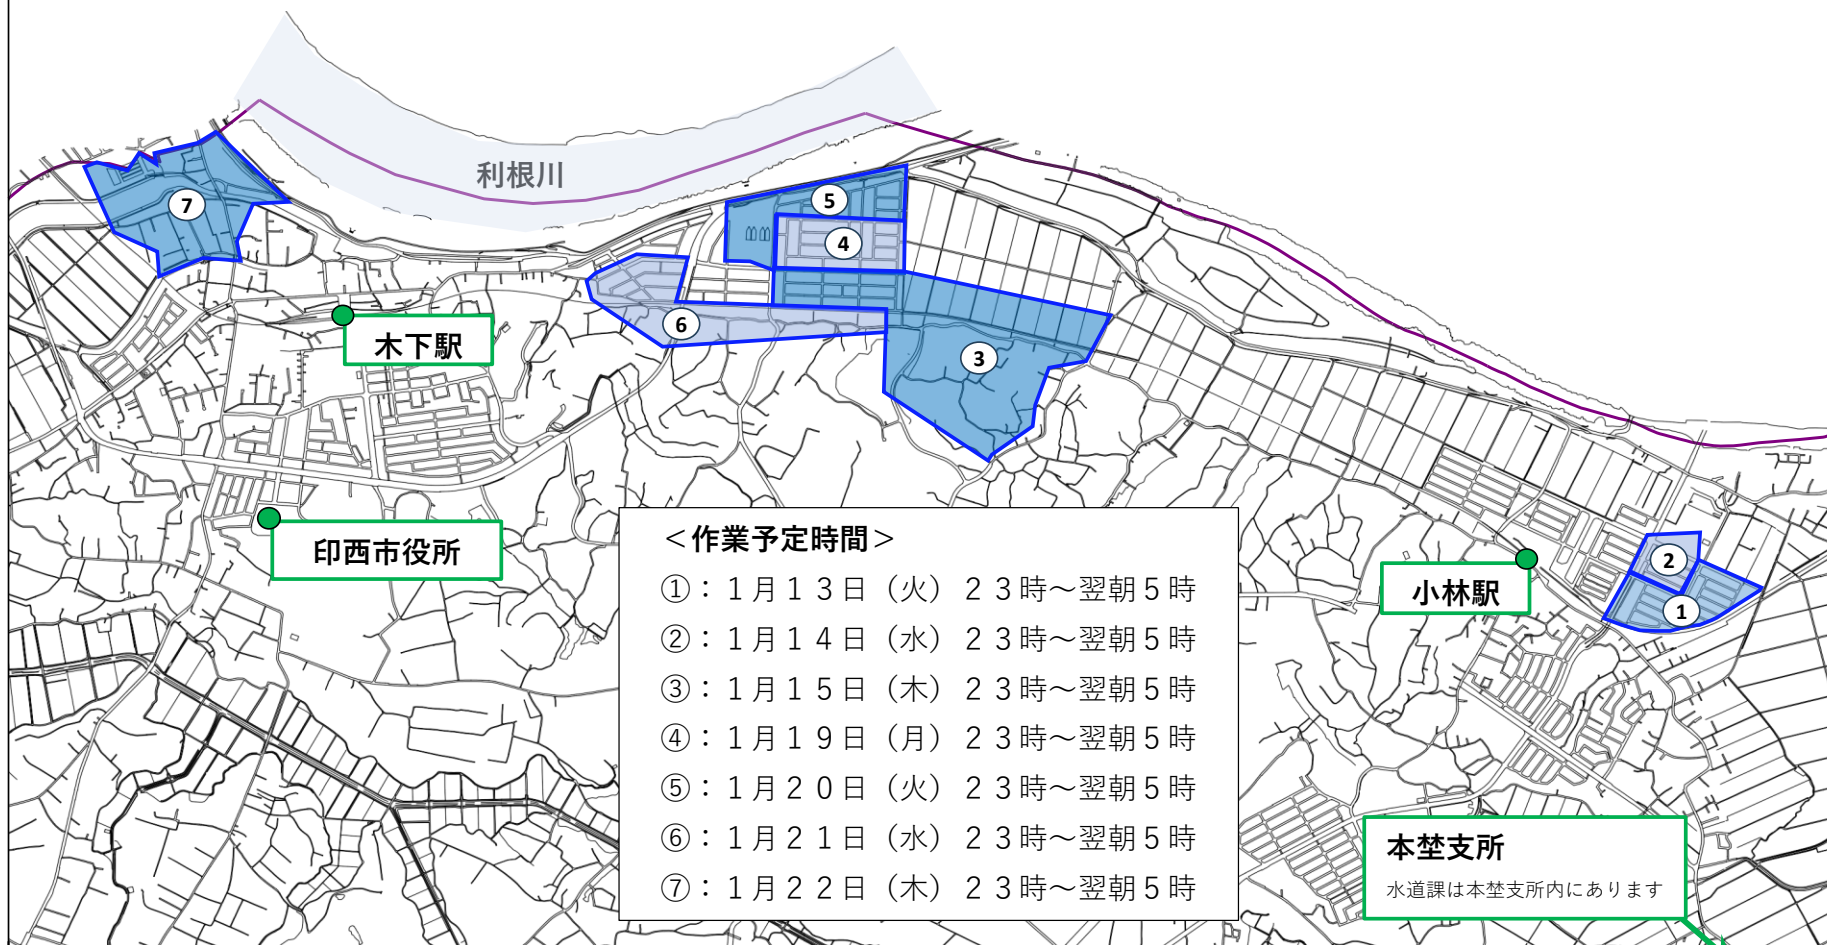 利根川
⑦
⑤
④
⑥
③
木下駅
印西市役所
②
①
小林駅
＜作業予定時間＞
①：１月１３日（火）２３時～翌朝５時
②：１月１４日（水）２３時～翌朝５時
③：１月１５日（木）２３時～翌朝５時
④：１月１９日（月）２３時～翌朝５時
⑤：１月２０日（火）２３時～翌朝５時
⑥：１月２１日（水）２３時～翌朝５時
⑦：１月２２日（木）２３時～翌朝５時
本埜支所
水道課は本埜支所内にあります